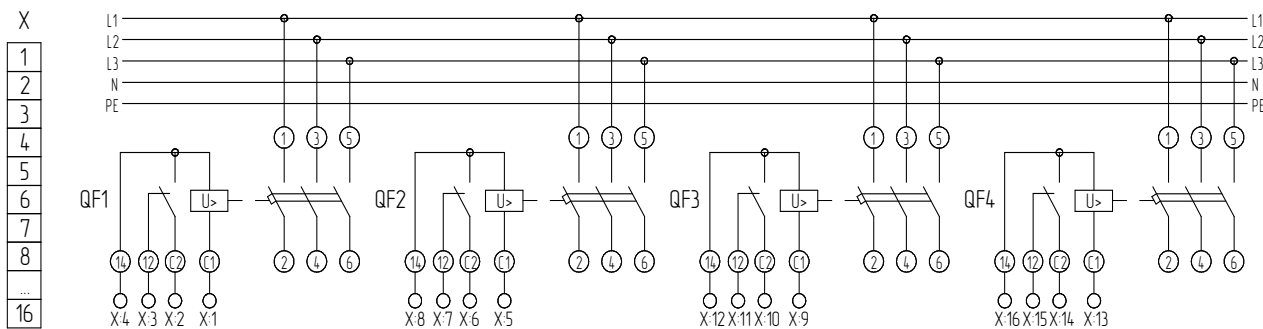 X
1
2
3
4
5
6
7
8
...
16
L1 L1
L2 L2
L3 L3
N N
PE PE
1 3 5 1 3 5 1 3 5 1 3 5
QF1 U> QF2 U> QF3 U> QF4 U>
14 12 C2 C1 2 4 6 14 12 C2 C1 2 4 6 14 12 C2 C1 2 4 6 14 12 C2 C1 2 4 6
X:4 X:3 X:2 X:1 X:8 X:7 X:6 X:5 X:12 X:11 X:10 X:9 X:16 X:15 X:14 X:13